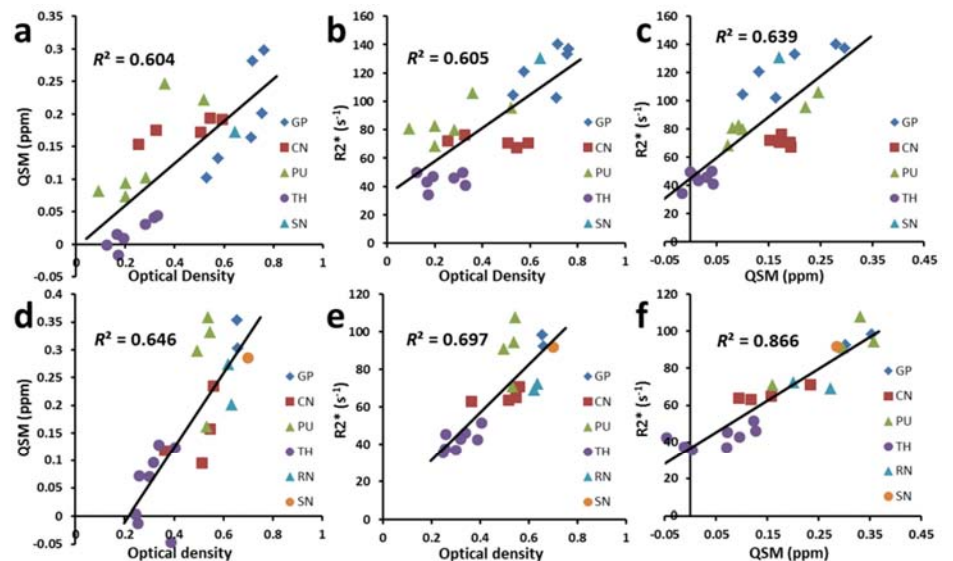 a
R² = 0.604
QSM (ppm)
0.35
0.3
0.25
0.2
0.15
0.1
0.05
0
-0.05
0.2 0.4 0.6 0.8 1
Optical Density
GP
CN
PU
TH
SN
b
R² = 0.605
R2* (s⁻¹)
160
140
120
100
80
60
40
20
0
0 0.2 0.4 0.6 0.8 1
Optical Density
GP
CN
PU
TH
SN
c
R² = 0.639
R2* (s⁻¹)
160
140
120
100
80
60
40
20
0
-0.05 0.05 0.15 0.25 0.35 0.45
QSM (ppm)
GP
CN
PU
TH
SN
d
R² = 0.646
QSM (ppm)
0.4
0.35
0.3
0.25
0.2
0.15
0.1
0.05
0
-0.05
0.2 0.4 0.6 0.8 1
Optical density
GP
CN
PU
TH
RN
SN
e
R² = 0.697
R2* (s⁻¹)
120
100
80
60
40
20
0
0 0.2 0.4 0.6 0.8 1
Optical density
GP
CN
PU
TH
RN
SN
f
R² = 0.866
R2* (s⁻¹)
120
100
80
60
40
20
0
-0.05 0.05 0.15 0.25 0.35 0.45
QSM (ppm)
GP
CN
PU
TH
RN
SN